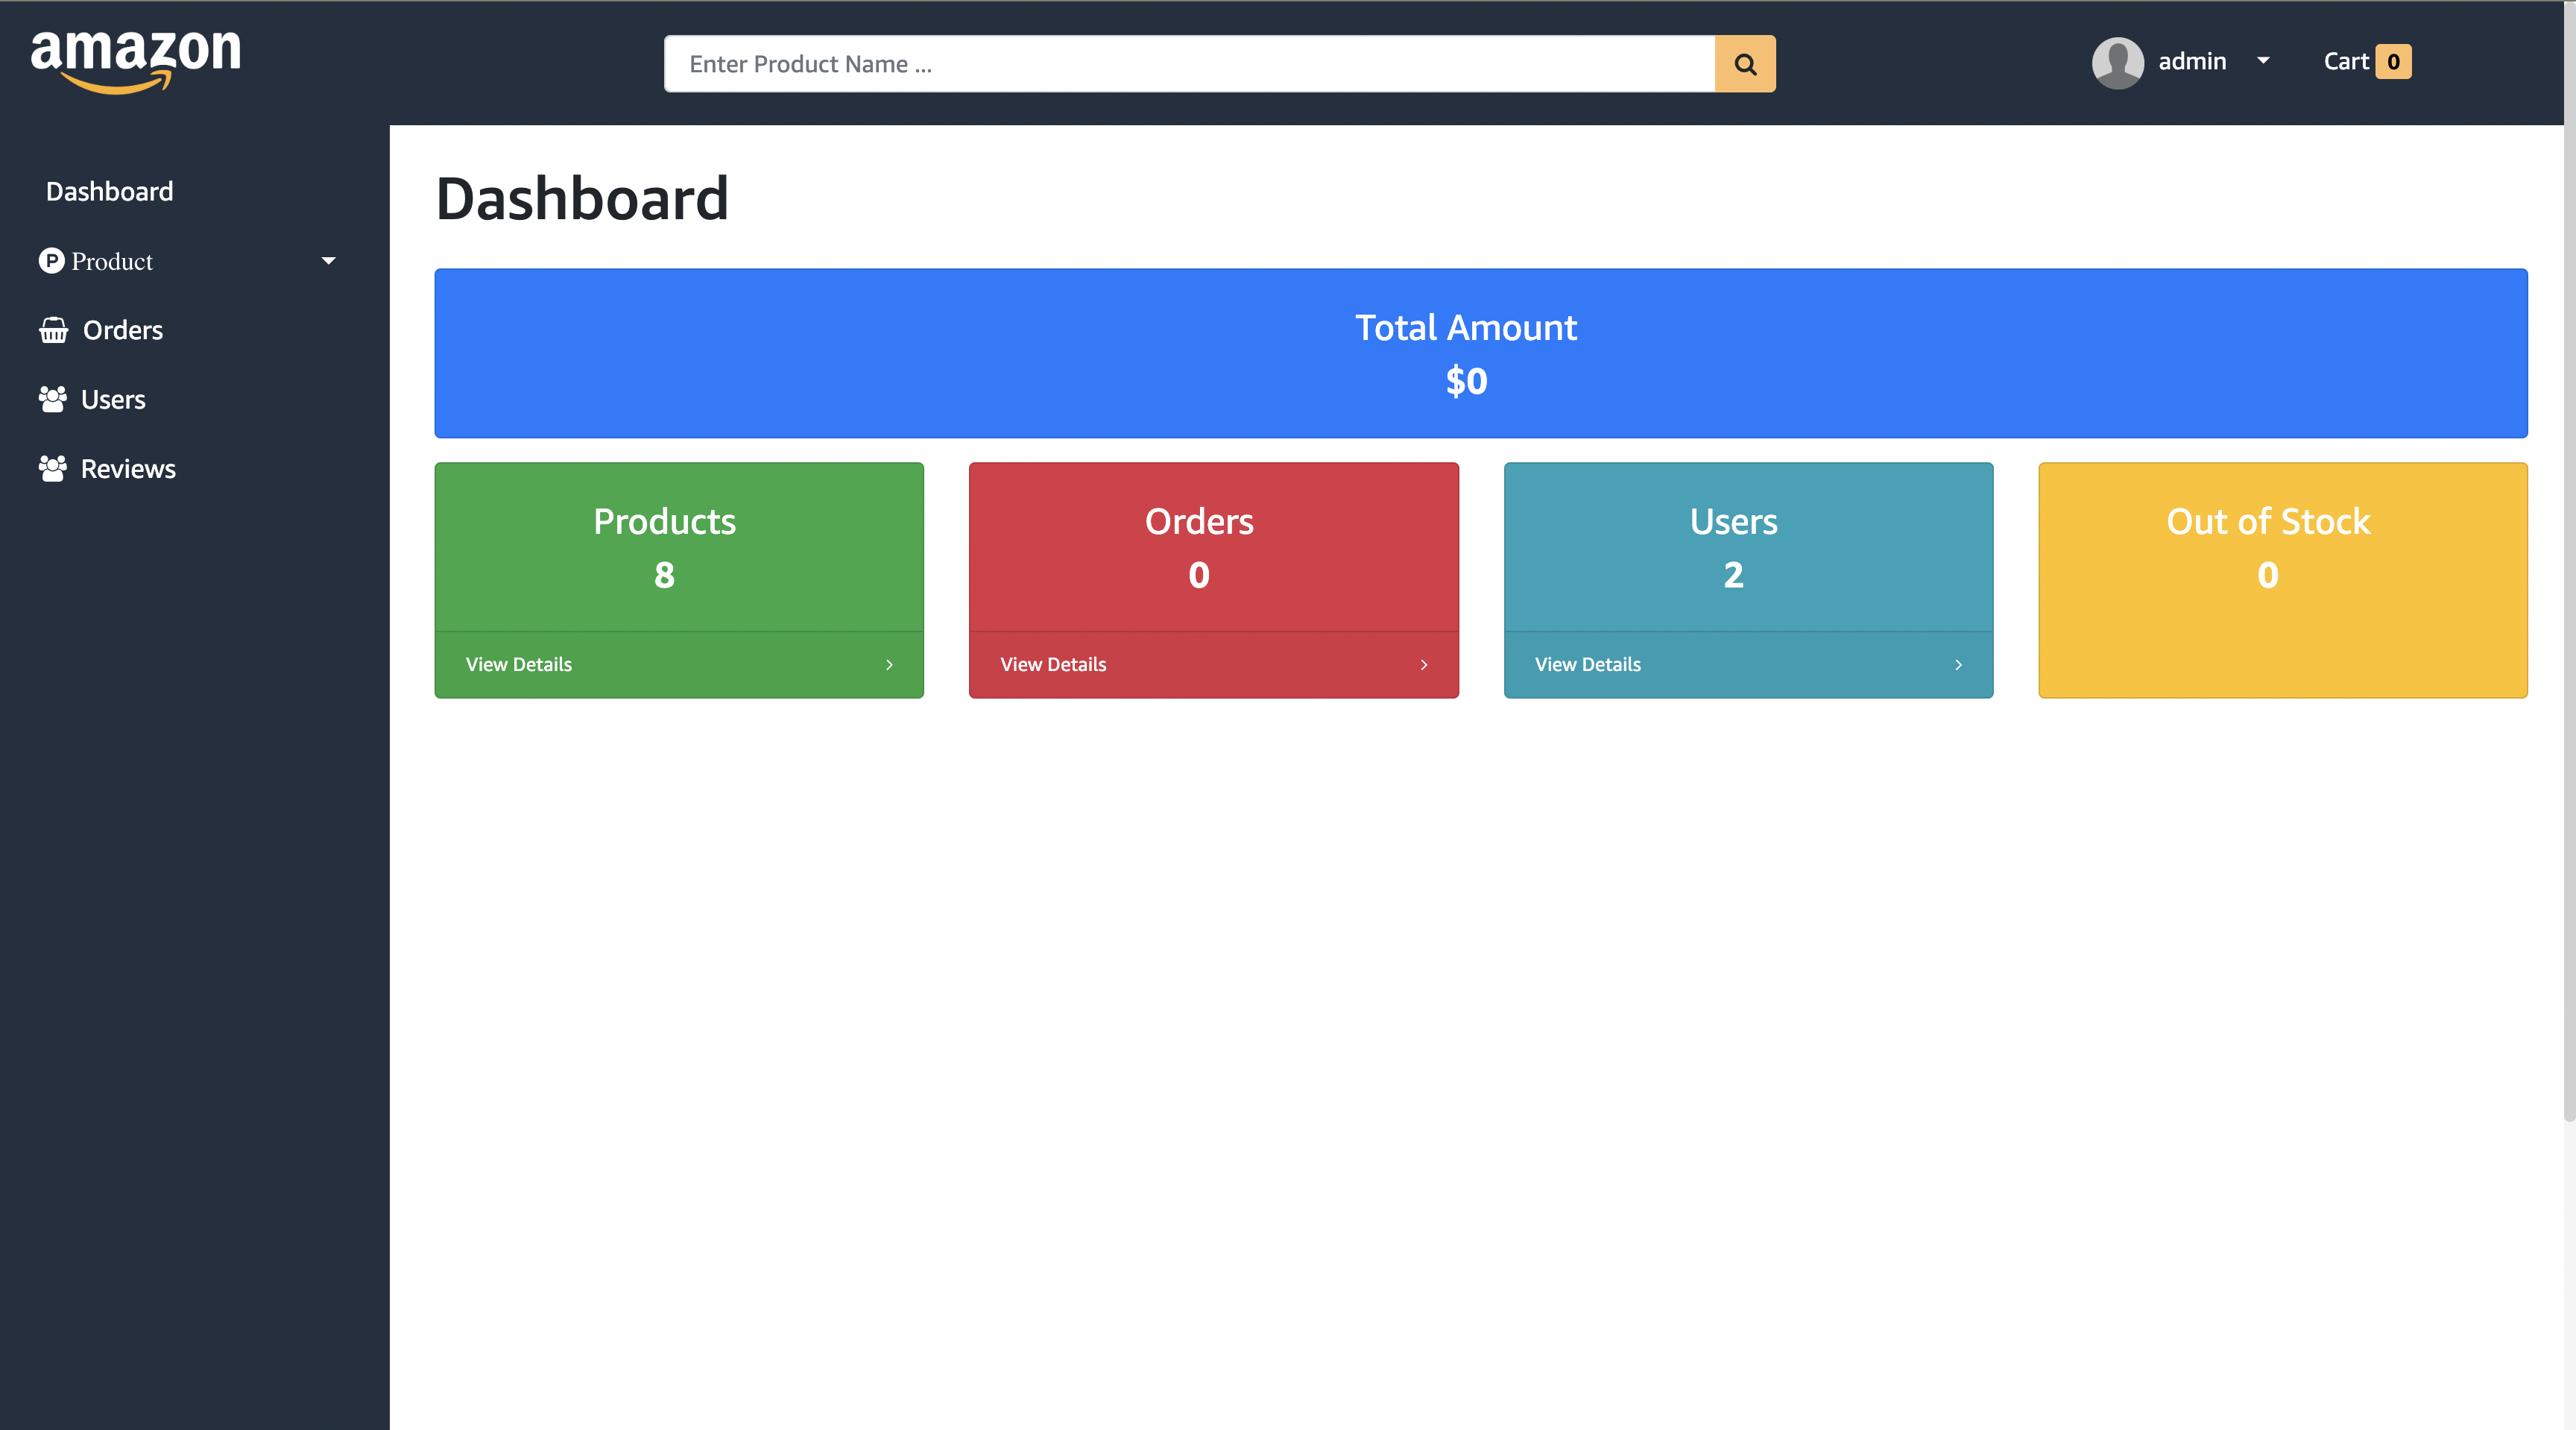 amazon
Enter Product Name ...
admin
Cart 0
Dashboard
Product
Orders
Users
Reviews
Dashboard
Total Amount
$0
Products
8
View Details
Orders
0
View Details
Users
2
View Details
Out of Stock
0